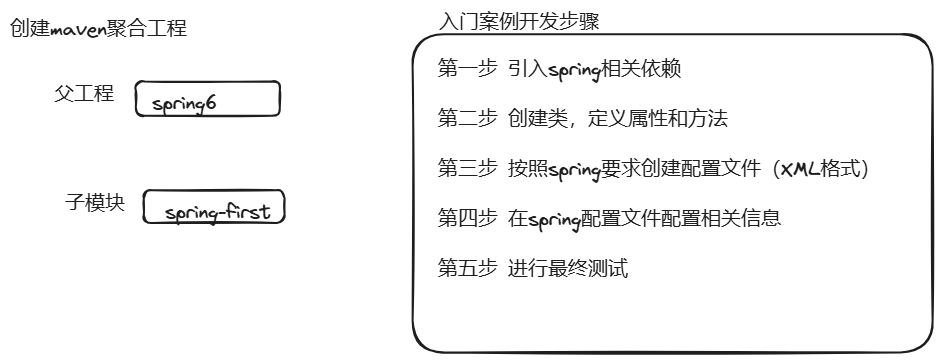 创建maven聚合工程
父工程
spring6
子模块
spring-first
入门案例开发步骤
第一步 引入spring相关依赖
第二步 创建类，定义属性和方法
第三步 按照spring要求创建配置文件（XML格式）
第四步 在spring配置文件配置相关信息
第五步 进行最终测试